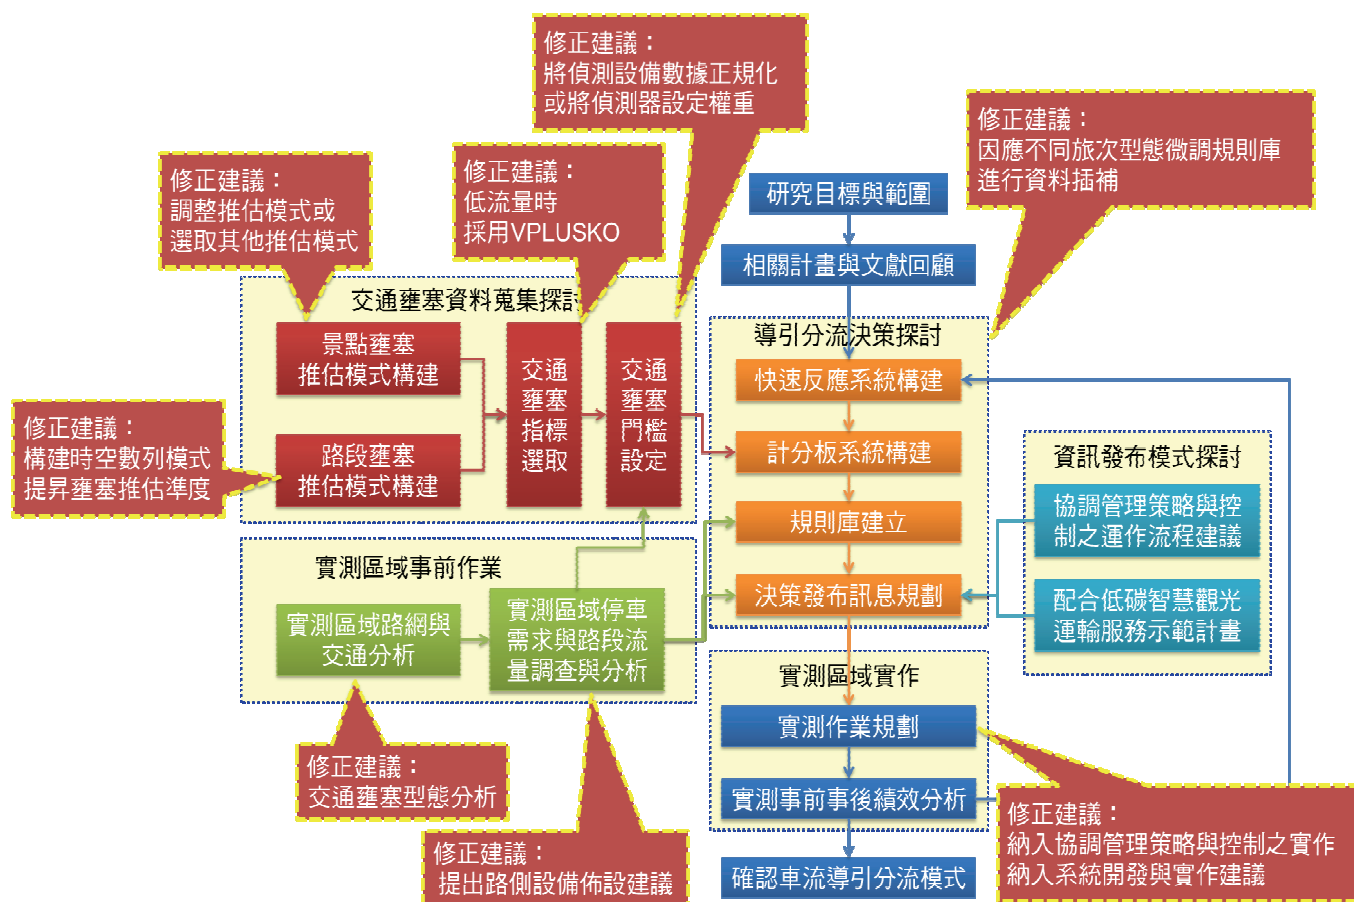 修正建議：
將偵測設備數據正規化
或將偵測器設定權重
修正建議：
因應不同旅次型態微調規則庫
進行資料插補
修正建議：
調整推估模式或
選取其他推估模式
修正建議：
低流量時
採用VPLUSKO
研究目標與範圍
相關計畫與文獻回顧
交通壅塞資料蒐集探討
景點壅塞
推估模式構建
路段壅塞
推估模式構建
交通
壅塞
指標
選取
交通
壅塞
門檻
設定
修正建議：
構建時空數列模式
提昇壅塞推估準度
導引分流決策探討
快速反應系統構建
計分板系統構建
規則庫建立
決策發布訊息規劃
資訊發布模式探討
協調管理策略與控
制之運作流程建議
配合低碳智慧觀光
運輸服務示範計畫
實測區域事前作業
實測區域路網與
交通分析
實測區域停車
需求與路段流
量調查與分析
實測區域實作
實測作業規劃
實測事前事後績效分析
確認車流導引分流模式
修正建議：
交通壅塞型態分析
修正建議：
提出路側設備佈設建議
修正建議：
納入協調管理策略與控制之實作
納入系統開發與實作建議